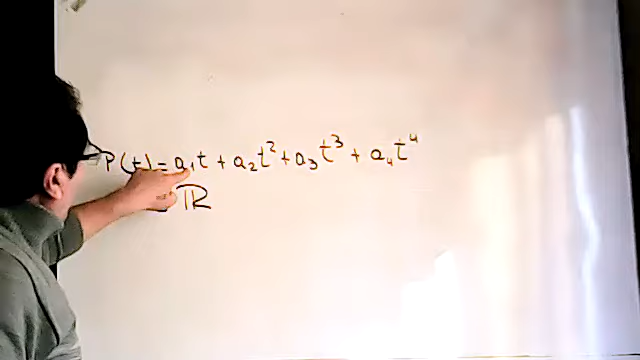 P(t) = a₁t + a₂t² + a₃t³ + a₄t⁴
ℝ